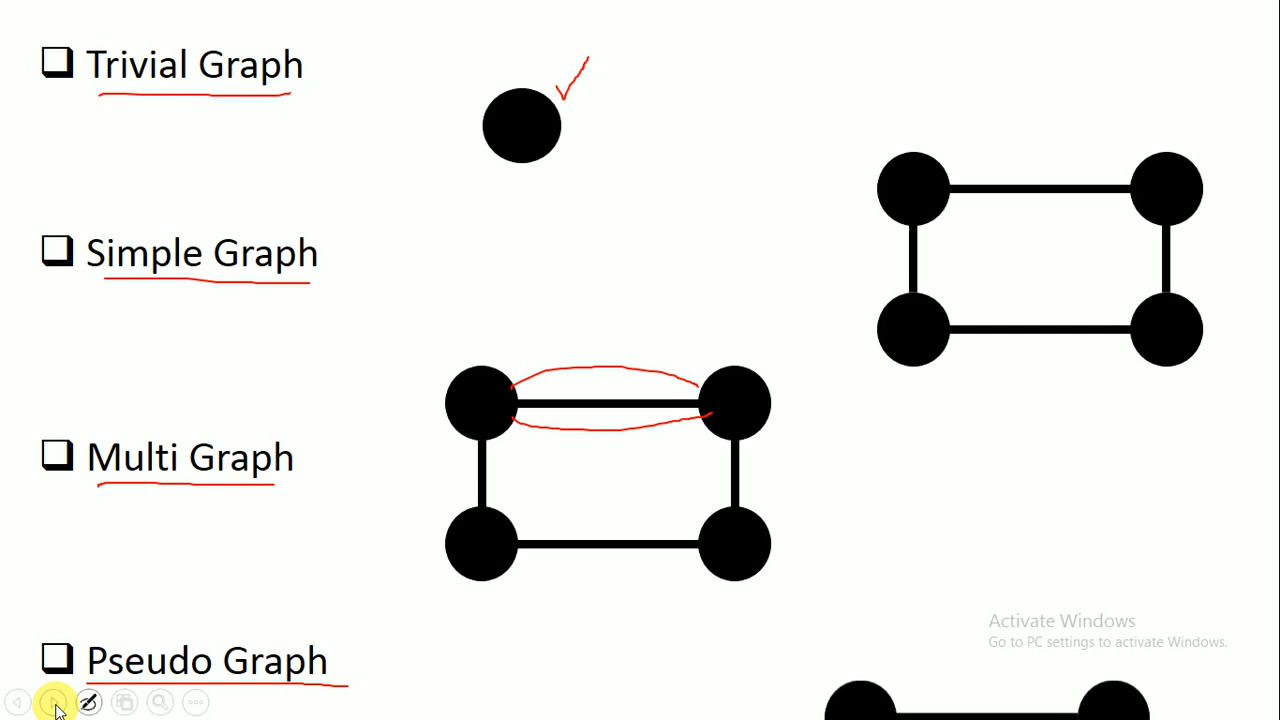 Trivial Graph
Simple Graph
Multi Graph
Pseudo Graph
Activate Windows
Go to PC settings to activate Windows.